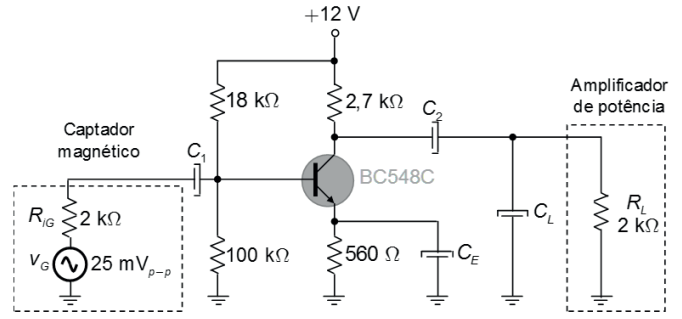 +12 V
18 kΩ
2,7 kΩ
C2
Amplificador
de potência
Captador
magnético
C1
BC548C
RiG
2 kΩ
vG
25 mVp–p
100 kΩ
560 Ω
CE
CL
RL
2 kΩ